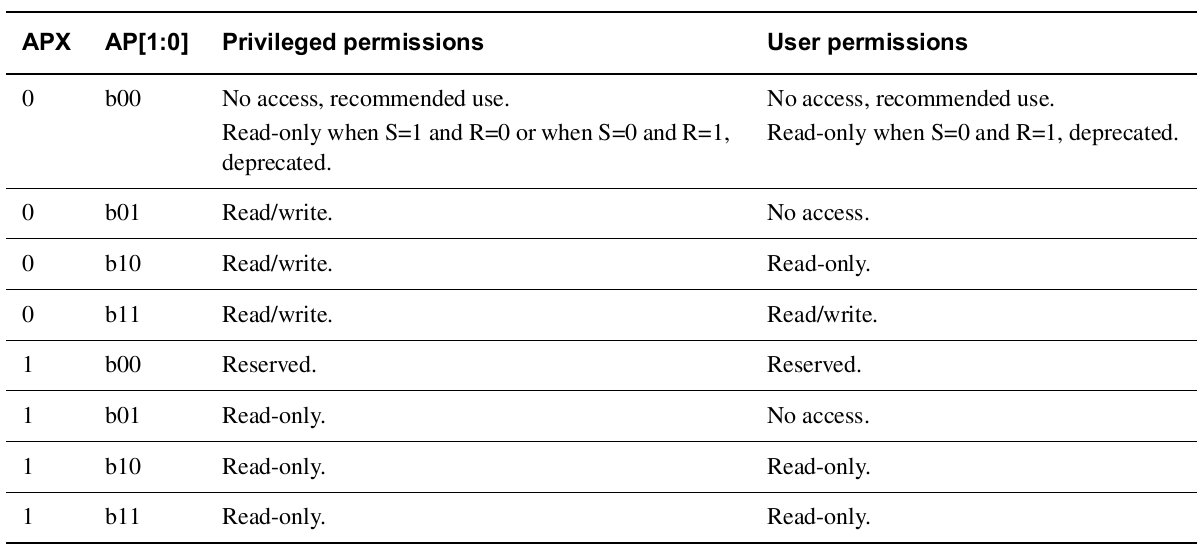 APX AP[1:0] Privileged permissions User permissions
0 b00 No access, recommended use. No access, recommended use.
Read-only when S=1 and R=0 or when S=0 and R=1, Read-only when S=0 and R=1, deprecated.
deprecated.
0 b01 Read/write. No access.
0 b10 Read/write. Read-only.
0 b11 Read/write. Read/write.
1 b00 Reserved. Reserved.
1 b01 Read-only. No access.
1 b10 Read-only. Read-only.
1 b11 Read-only. Read-only.